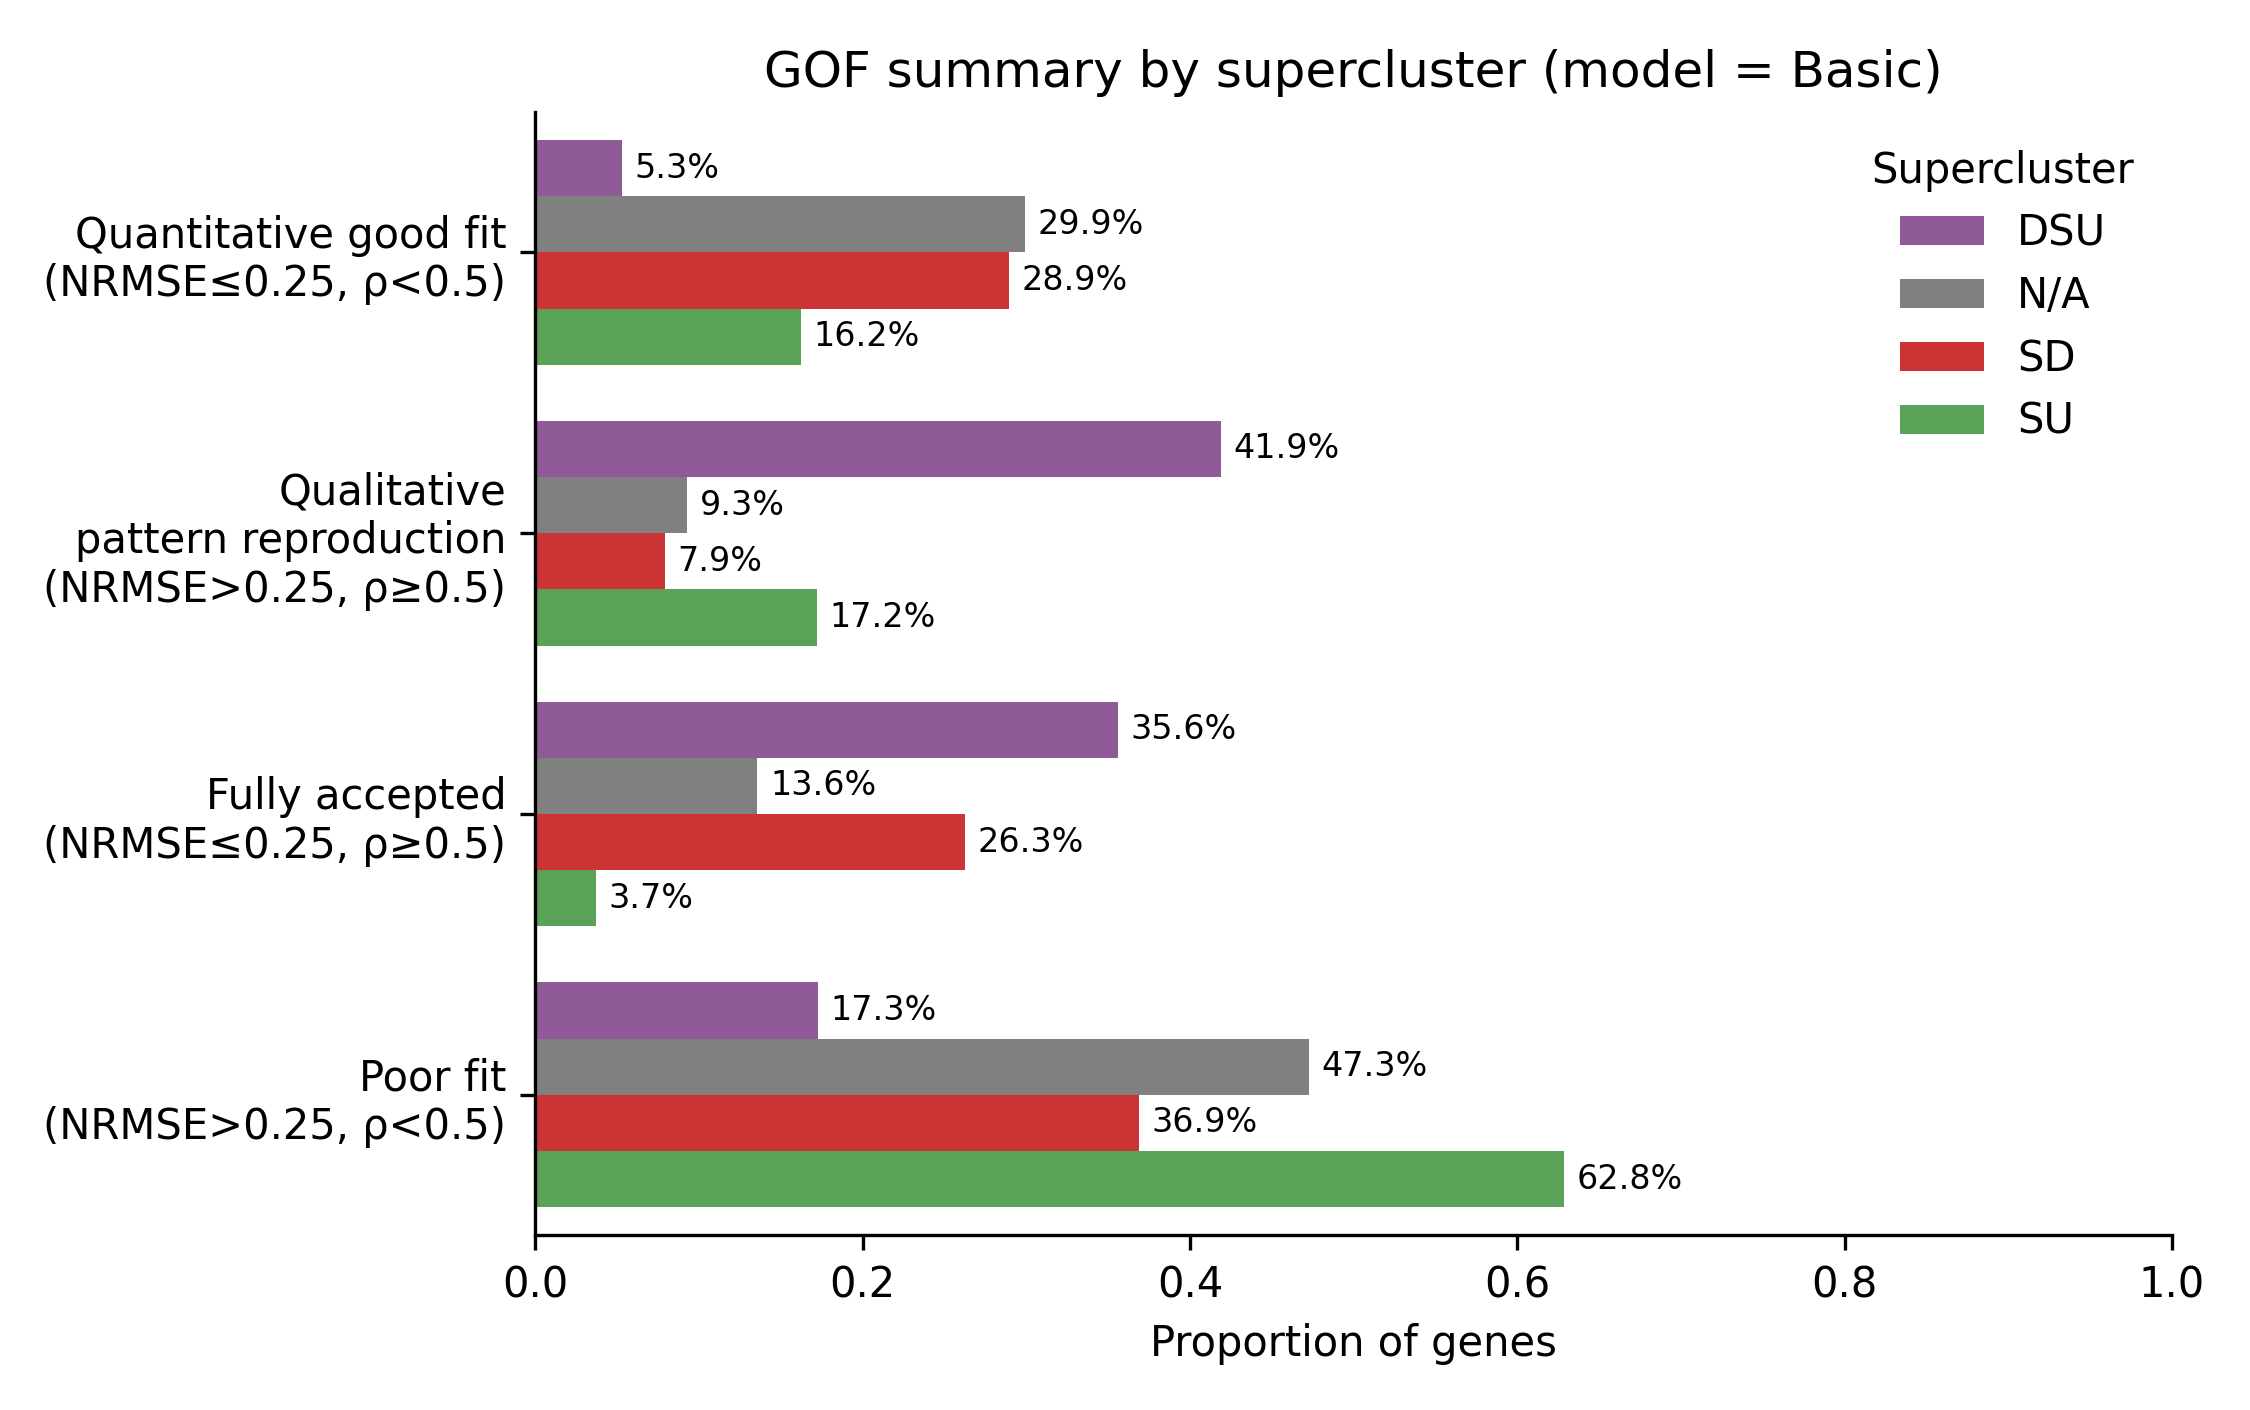 GOF summary by supercluster (model = Basic)
Quantitative good fit
(NRMSE≤0.25, ρ<0.5)
5.3%
29.9%
28.9%
16.2%
Supercluster
DSU
N/A
SD
SU
Qualitative
pattern reproduction
(NRMSE>0.25, ρ≥0.5)
41.9%
9.3%
7.9%
17.2%
Fully accepted
(NRMSE≤0.25, ρ≥0.5)
35.6%
13.6%
26.3%
3.7%
Poor fit
(NRMSE>0.25, ρ<0.5)
17.3%
47.3%
36.9%
62.8%
0.0 0.2 0.4 0.6 0.8 1.0
Proportion of genes